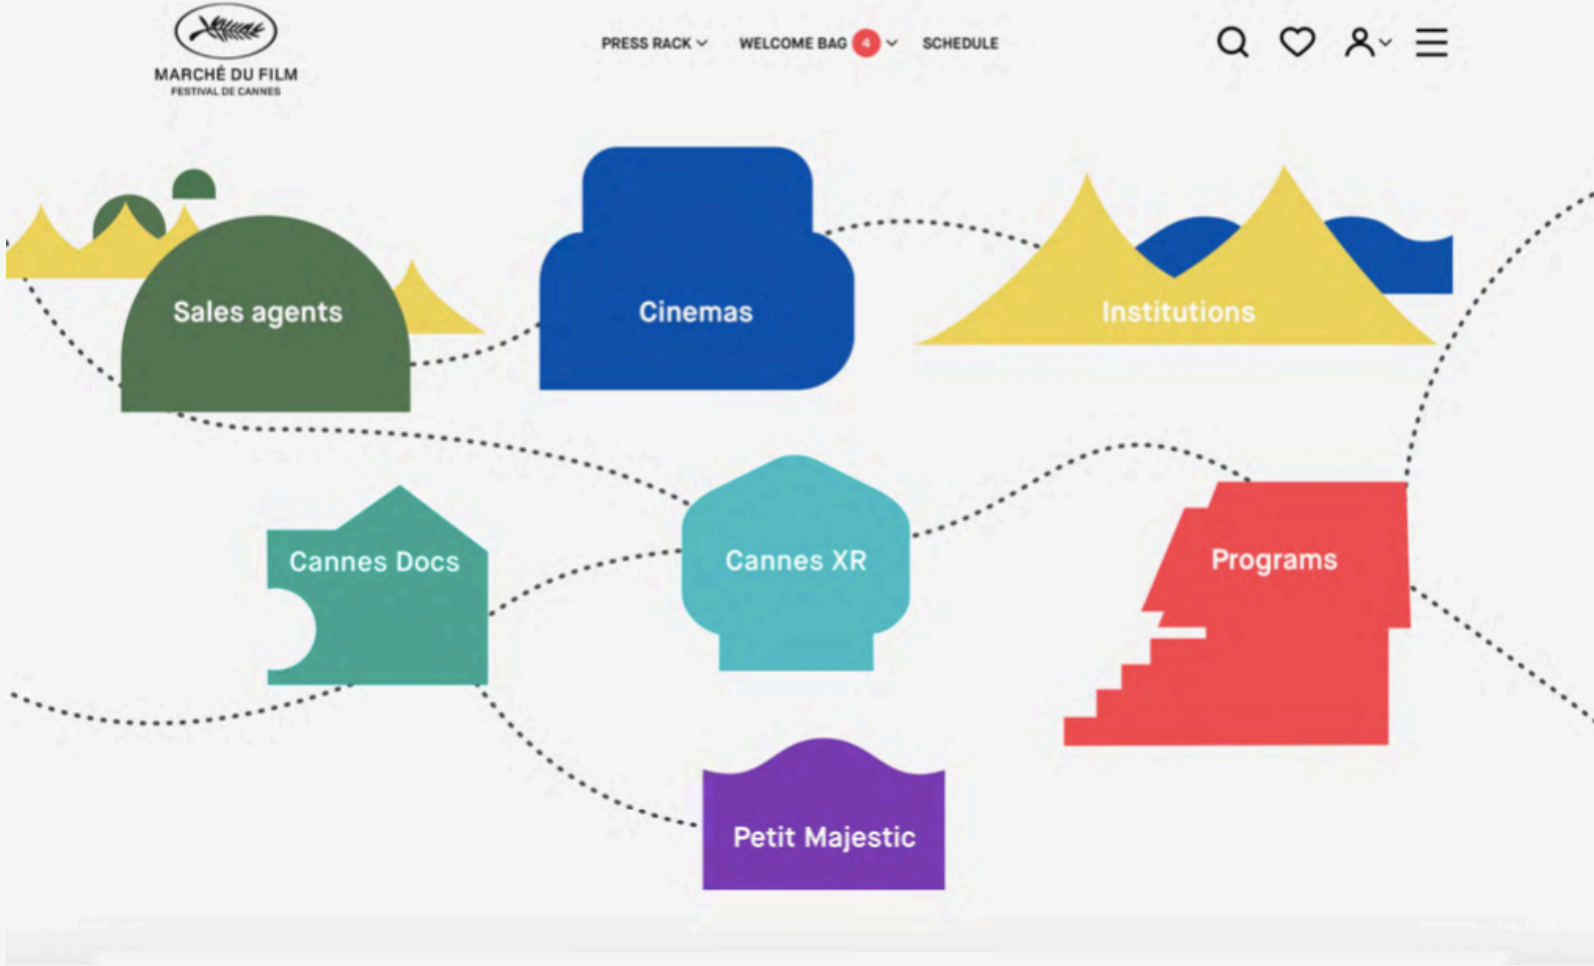 MARCHÉ DU FILM
FESTIVAL DE CANNES
PRESS RACK
WELCOME BAG 4
SCHEDULE
Sales agents
Cinemas
Institutions
Cannes Docs
Cannes XR
Programs
Petit Majestic